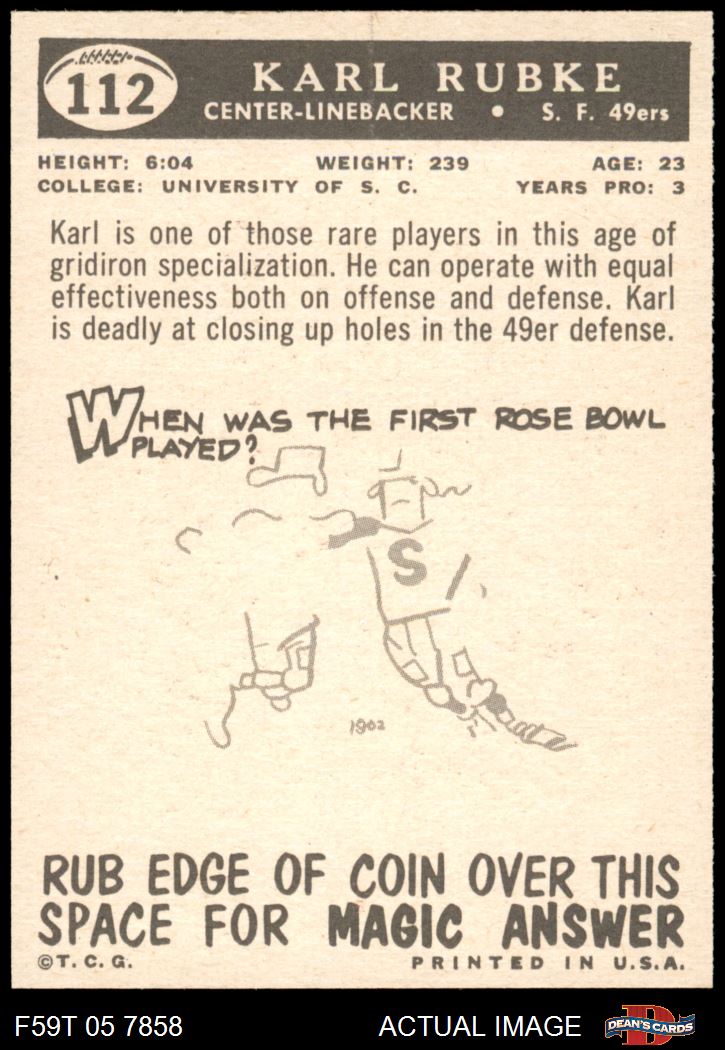 112
KARL RUBKE
CENTER-LINEBACKER • S. F. 49ers
HEIGHT: 6:04 WEIGHT: 239 AGE: 23
COLLEGE: UNIVERSITY OF S. C. YEARS PRO: 3
Karl is one of those rare players in this age of
gridiron specialization. He can operate with equal
effectiveness both on offense and defense. Karl
is deadly at closing up holes in the 49er defense.
WHEN WAS THE FIRST ROSE BOWL
PLAYED?
S
1902
RUB EDGE OF COIN OVER THIS
SPACE FOR MAGIC ANSWER
©T. C. G. PRINTED IN U.S.A.
F59T 05 7858 ACTUAL IMAGE DEAN'S CARDS